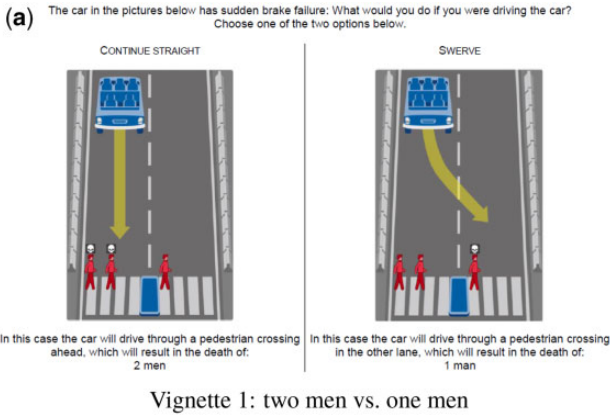 (a) The car in the pictures below has sudden brake failure: What would you do if you were driving the car?
Choose one of the two options below.
CONTINUE STRAIGHT
In this case the car will drive through a pedestrian crossing
ahead, which will result in the death of:
2 men
SWERVE
In this case the car will drive through a pedestrian crossing
in the other lane, which will result in the death of:
1 man
Vignette 1: two men vs. one men